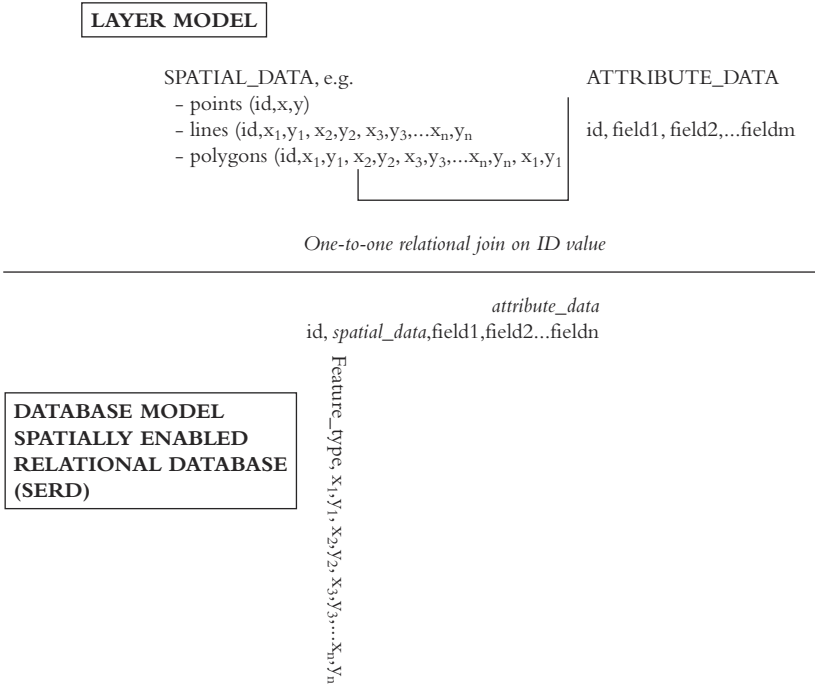 LAYER MODEL
SPATIAL_DATA, e.g.
- points (id,x,y)
- lines (id,x₁,y₁, x₂,y₂, x₃,y₃,...xₙ,yₙ
- polygons (id,x₁,y₁, x₂,y₂, x₃,y₃,...xₙ,yₙ, x₁,y₁
ATTRIBUTE_DATA
id, field1, field2,...fieldm
One-to-one relational join on ID value
attribute_data
id, spatial_data,field1,field2...fieldn
Feature_type, x₁,y₁, x₂,y₂, x₃,y₃,...xₙ,yₙ
DATABASE MODEL
SPATIALLY ENABLED
RELATIONAL DATABASE
(SERD)